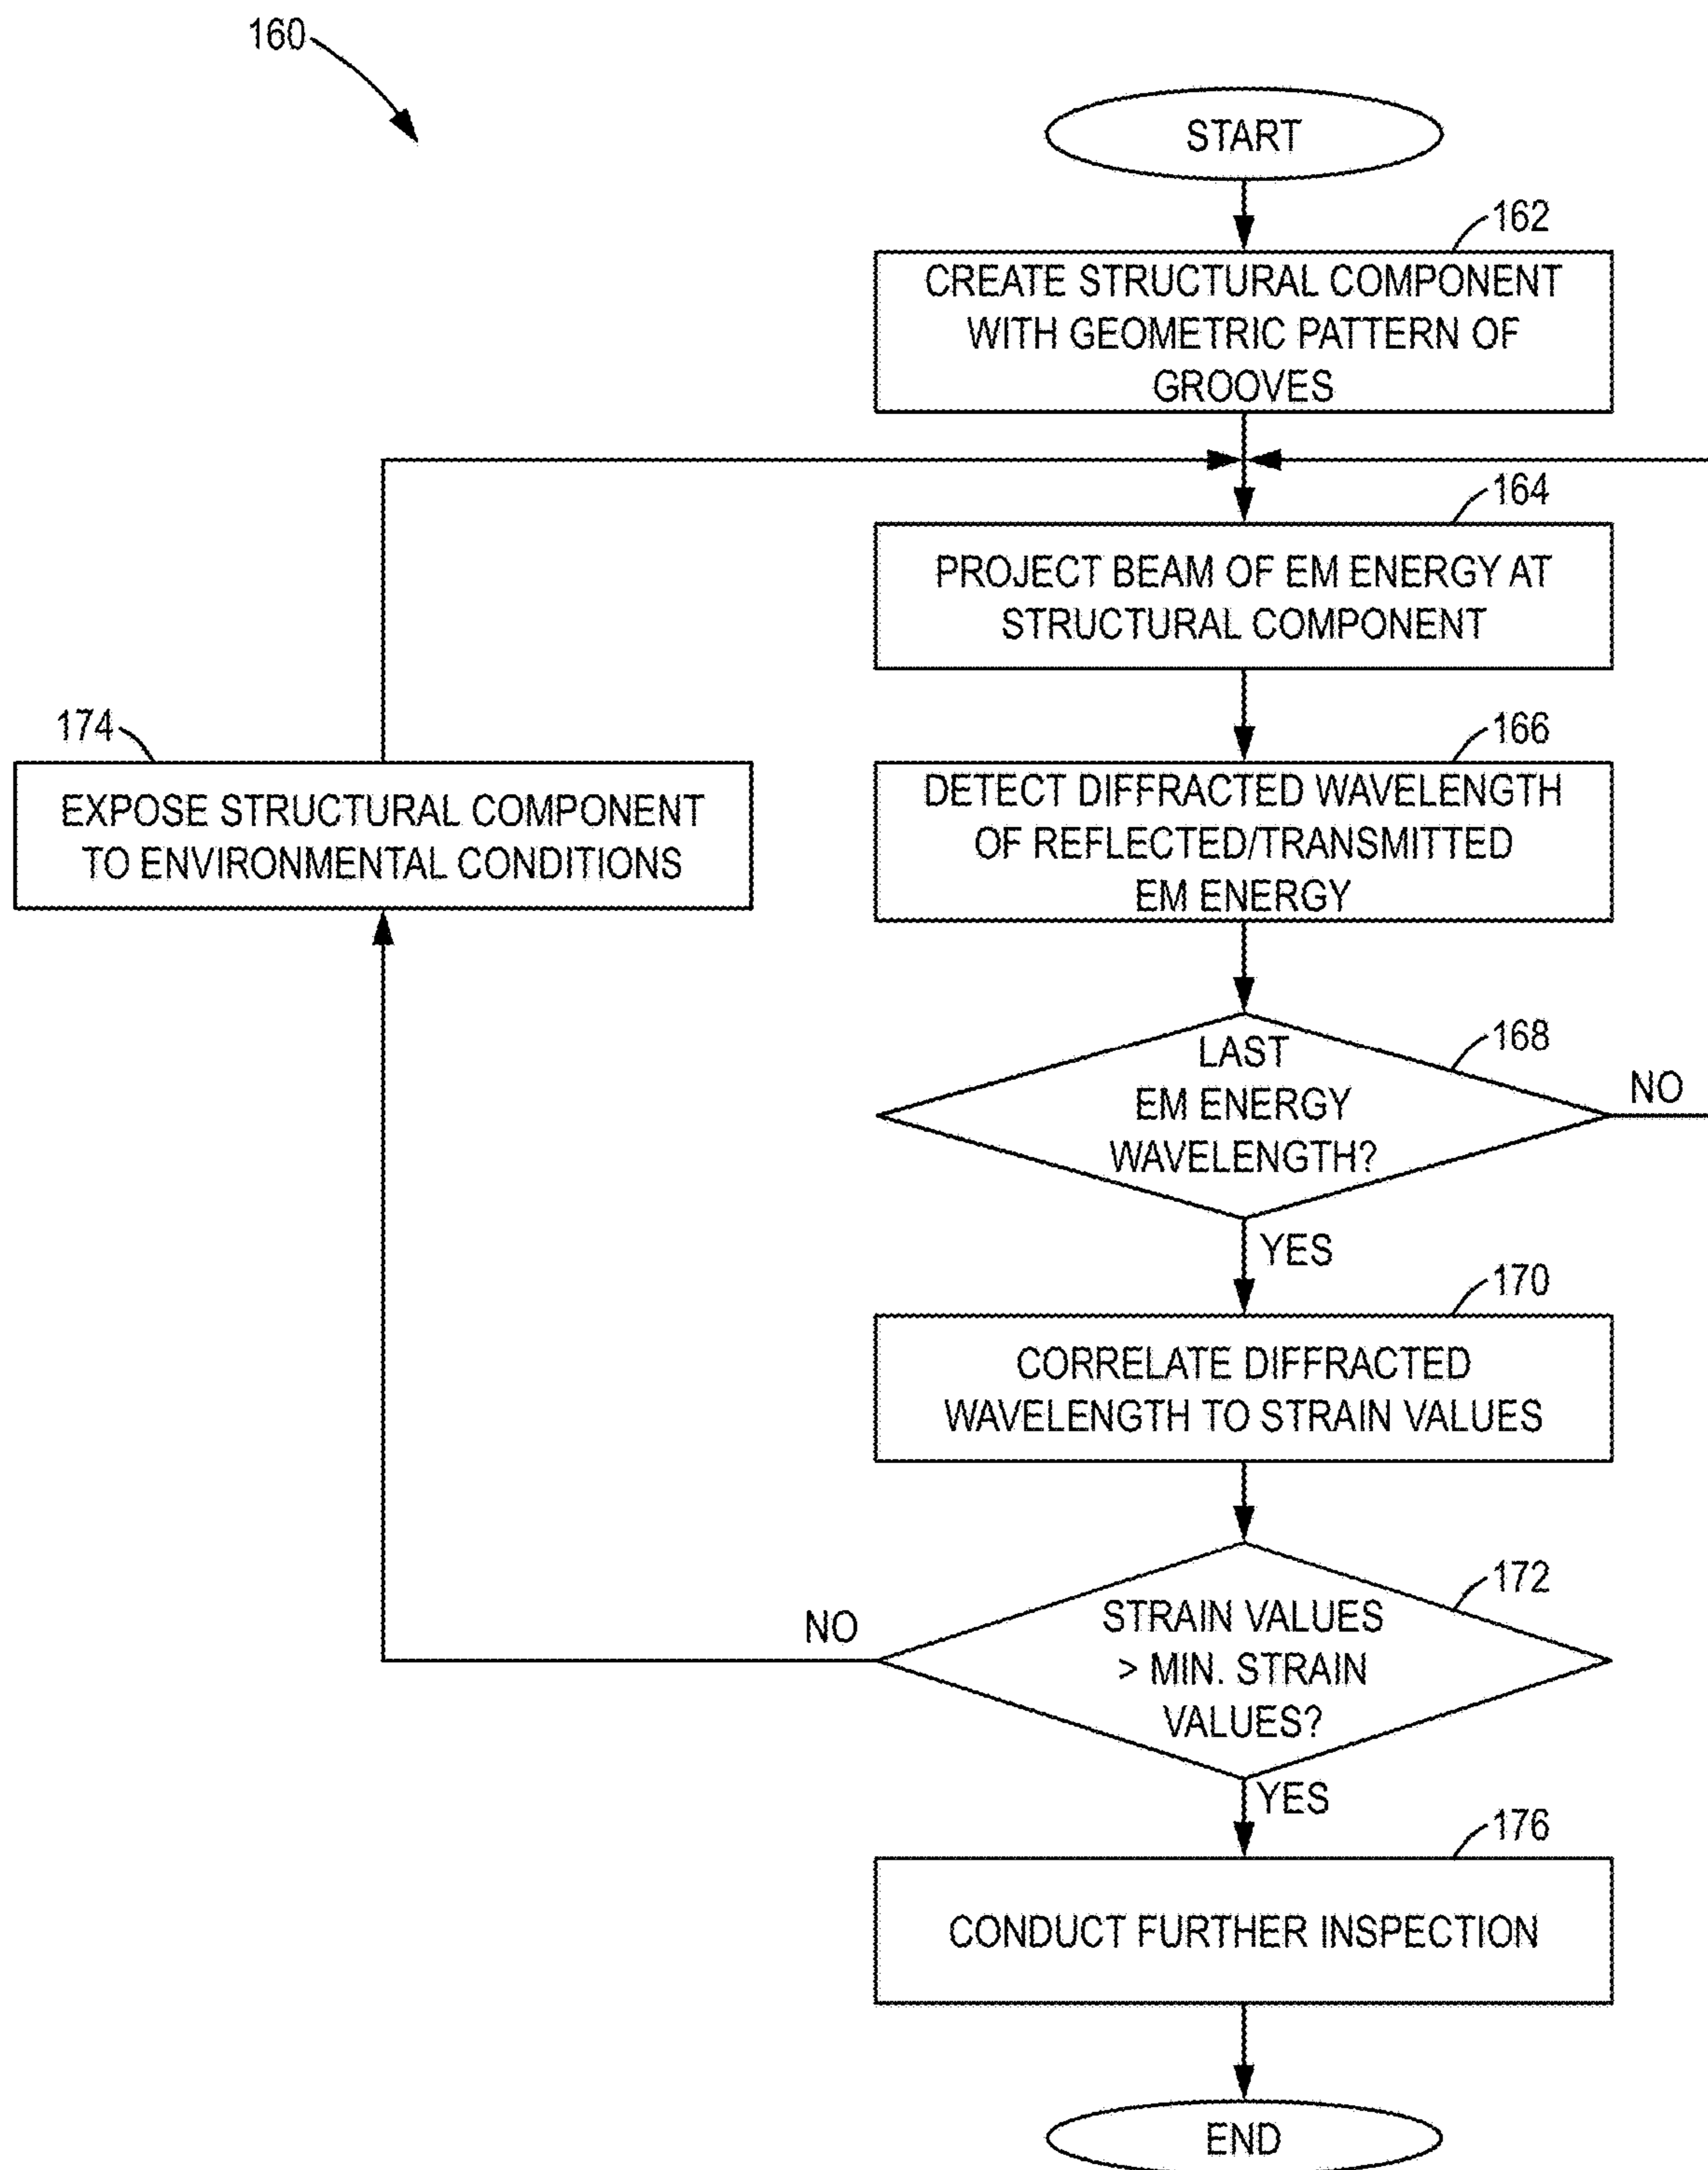 160
START
162
CREATE STRUCTURAL COMPONENT
WITH GEOMETRIC PATTERN OF
GROOVES
164
PROJECT BEAM OF EM ENERGY AT
STRUCTURAL COMPONENT
174
EXPOSE STRUCTURAL COMPONENT
TO ENVIRONMENTAL CONDITIONS
166
DETECT DIFFRACTED WAVELENGTH
OF REFLECTED/TRANSMITTED
EM ENERGY
168
LAST
EM ENERGY
WAVELENGTH?
NO
YES
170
CORRELATE DIFFRACTED
WAVELENGTH TO STRAIN VALUES
172
STRAIN VALUES
> MIN. STRAIN
VALUES?
NO
YES
176
CONDUCT FURTHER INSPECTION
END